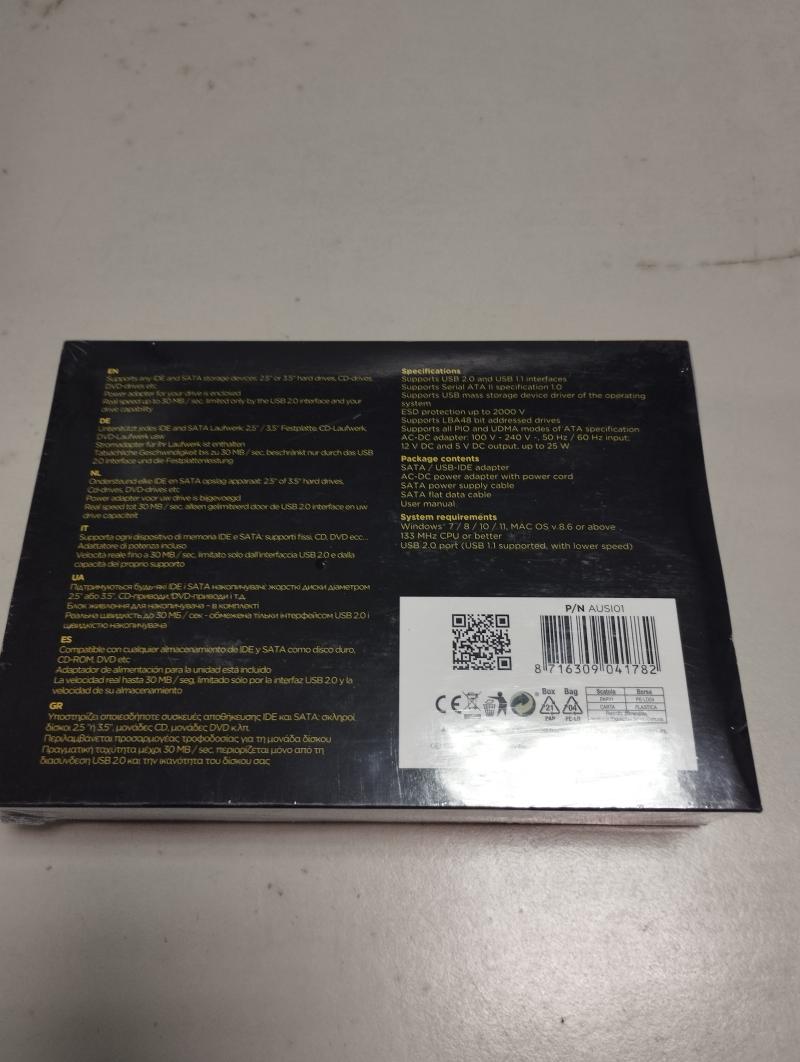 EN
Supports any IDE and SATA storage devices: 2.5" or 3.5" hard drives, CD-drives,
DVD-drives etc
Power adapter for your drive is enclosed
Real speed up to 30 MB / sec, limited only by the USB 2.0 interface and your
drive capability
DE
Unterstützt jedes IDE and SATA Laufwerk: 2,5" / 3.5" Festplatte, CD-Laufwerk,
DVD-Laufwerk usw
Stromadapter für Ihr Laufwerk ist enthalten
Tatsächliche Geschwindigkeit bis zu 30 MB / sec, beschränkt nur durch das USB
2.0 Interface und die Festplattenleistung
NL
Ondersteund elke IDE en SATA opslag apparaat: 2.5" of 3.5" hard drives,
Cd-drives, DVD-drives etc
Power adapter voor uw drive is bijgevoegd
Real speed tot 30 MB / sec, alleen gelimiteerd door de USB 2.0 interface en uw
drive capaciteit
IT
Supporta ogni dispositivo di memoria IDE e SATA: supporti fissi, CD, DVD ecc...
Adattatore di potenza incluso
Velocità reale fino a 30 MB / sec, limitato solo dall'interfaccia USB 2.0 e dalla
capacità del proprio supporto
UA
Підтримуються будь-які IDE і SATA накопичувачі: жорсткі диски діаметром
2.5" або 3.5", CD-приводи, DVD-приводи і т.д.
Блок живлення для накопичувача - в комплекті
Реальна швидкість до 30 МБ / сек - обмежена тільки інтерфейсом USB 2.0 і
швидкістю накопичувача
ES
Compatible con cualquier almacenamiento de IDE y SATA como disco duro,
CD-ROM, DVD etc
Adaptador de alimentación para la unidad está incluido
La velocidad real hasta 30 MB / seg, limitado sólo por la interfaz USB 2.0 y la
velocidad de su almacenamiento
GR
Υποστηρίζει οποιεσδήποτε συσκευές αποθήκευσης IDE και SATA: σκληροί
δίσκοι 2.5 "ή 3.5", μονάδες CD, μονάδες DVD κ.λπ.
Περιλαμβάνεται προσαρμογέας τροφοδοσίας για τη μονάδα δίσκου
Πραγματική ταχύτητα μέχρι 30 MB / sec, περιορίζεται μόνο από τη
διασύνδεση USB 2.0 και την ικανότητα του δίσκου σας
Specifications
Supports USB 2.0 and USB 1.1 interfaces
Supports Serial ATA II specification 1.0
Supports USB mass storage device driver of the operating
system
ESD protection up to 2000 V
Supports LBA48 bit addressed drives
Supports all PIO and UDMA modes of ATA specification
AC-DC adapter: 100 V - 240 V ~, 50 Hz / 60 Hz input;
12 V DC and 5 V DC output, up to 25 W
Package contents
SATA / USB-IDE adapter
AC-DC power adapter with power cord
SATA power supply cable
SATA flat data cable
User manual
System requirements
Windows® 7 / 8 / 10 / 11, MAC OS v.8.6 or above
133 MHz CPU or better
USB 2.0 port (USB 1.1 supported, with lower speed)
P/N AUSI01
8 716309 041782
CE
Box Bag
21 04
PAP PE-LD
Scatola Borsa
PAP21 PE-LD04
CARTA PLASTICA